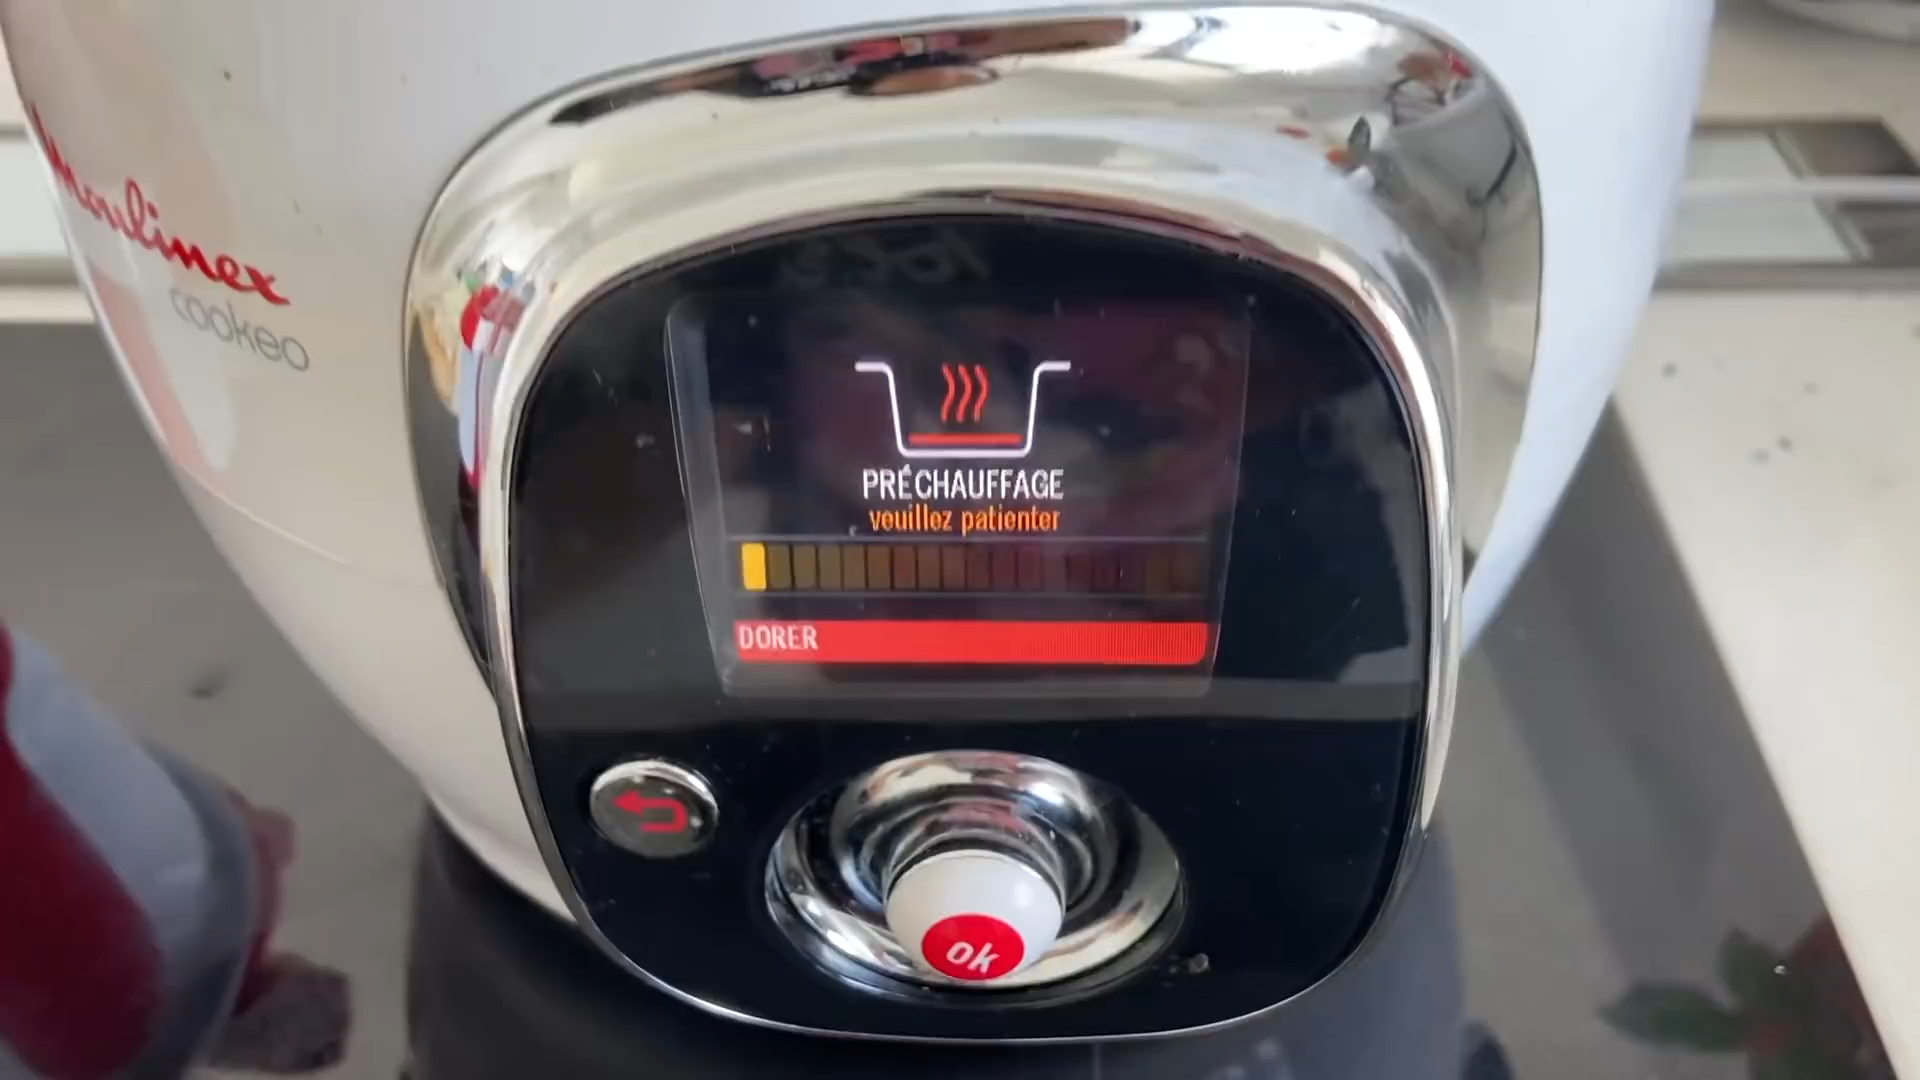 Moulinex
cookeo
PRÉCHAUFFAGE
veuillez patienter
DORER
ok